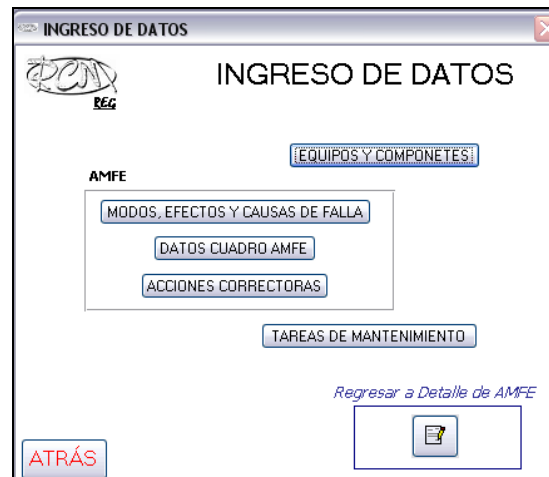 INGRESO DE DATOS
RCM
REG
INGRESO DE DATOS
EQUIPOS Y COMPONETES
AMFE
MODOS, EFECTOS Y CAUSAS DE FALLA
DATOS CUADRO AMFE
ACCIONES CORRECTORAS
TAREAS DE MANTENIMIENTO
Regresar a Detalle de AMFE
ATRÁS